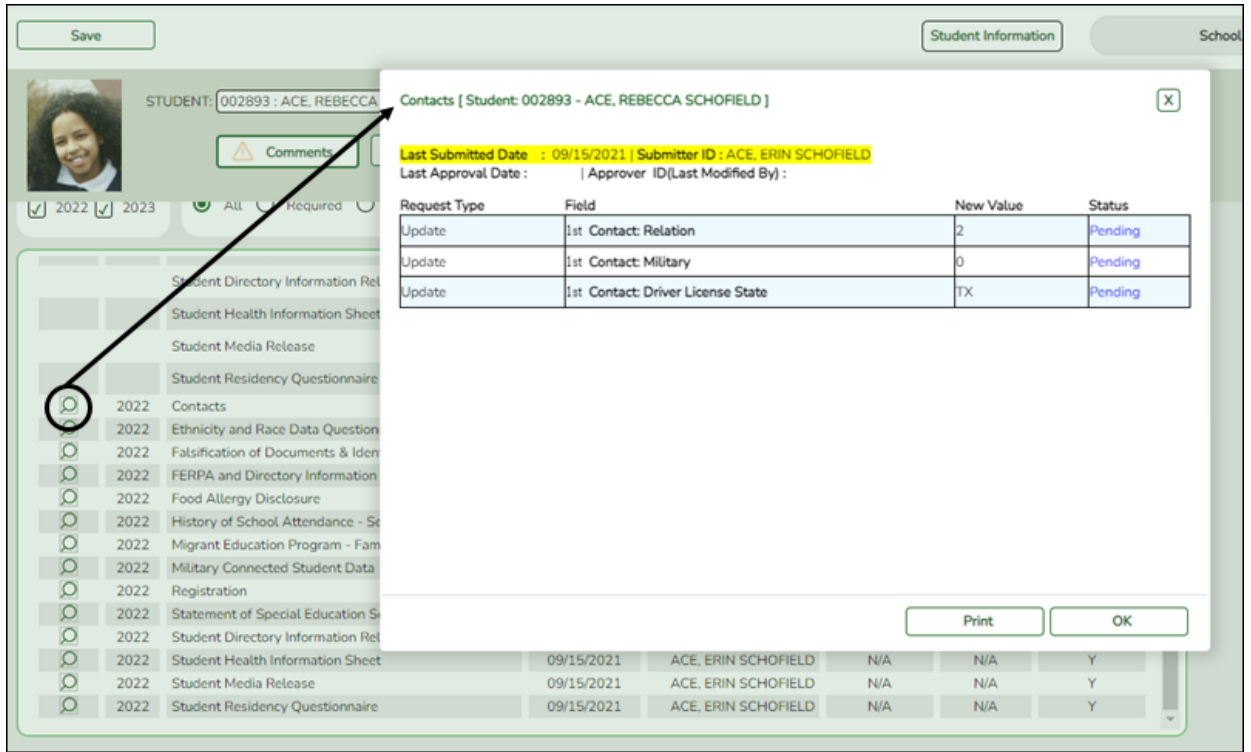 Save
Student Information
School
STUDENT: 002893 : ACE, REBECCA
Comments
2022 2023 All Required
Contacts [ Student: 002893 - ACE, REBECCA SCHOFIELD ] X
Last Submitted Date : 09/15/2021 | Submitter ID : ACE, ERIN SCHOFIELD
Last Approval Date : | Approver ID(Last Modified By) :
Request Type Field New Value Status
Update 1st Contact: Relation 2 Pending
Update 1st Contact: Military 0 Pending
Update 1st Contact: Driver License State TX Pending
Print OK
Student Directory Information Rel
Student Health Information Sheet
Student Media Release
Student Residency Questionnaire
2022 Contacts
2022 Ethnicity and Race Data Question
2022 Falsification of Documents & Iden
2022 FERPA and Directory Information
2022 Food Allergy Disclosure
2022 History of School Attendance - Sc
2022 Migrant Education Program - Fam
2022 Military Connected Student Data
2022 Registration
2022 Statement of Special Education Se
2022 Student Directory Information Rel
2022 Student Health Information Sheet 09/15/2021 ACE, ERIN SCHOFIELD N/A N/A Y
2022 Student Media Release 09/15/2021 ACE, ERIN SCHOFIELD N/A N/A Y
2022 Student Residency Questionnaire 09/15/2021 ACE, ERIN SCHOFIELD N/A N/A Y